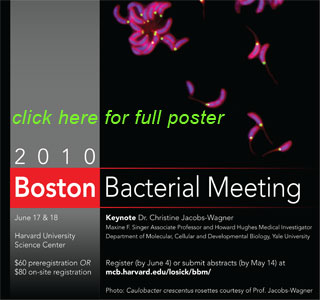 click here for full poster
2010
Boston Bacterial Meeting
June 17 & 18
Harvard University
Science Center
$60 preregistration OR
$80 on-site registration
Keynote Dr. Christine Jacobs-Wagner
Maxine F. Singer Associate Professor and Howard Hughes Medical Investigator
Department of Molecular, Cellular and Developmental Biology, Yale University
Register (by June 4) or submit abstracts (by May 14) at
mcb.harvard.edu/losick/bbm/
Photo: Caulobacter crescentus rosettes courtesy of Prof. Jacobs-Wagner